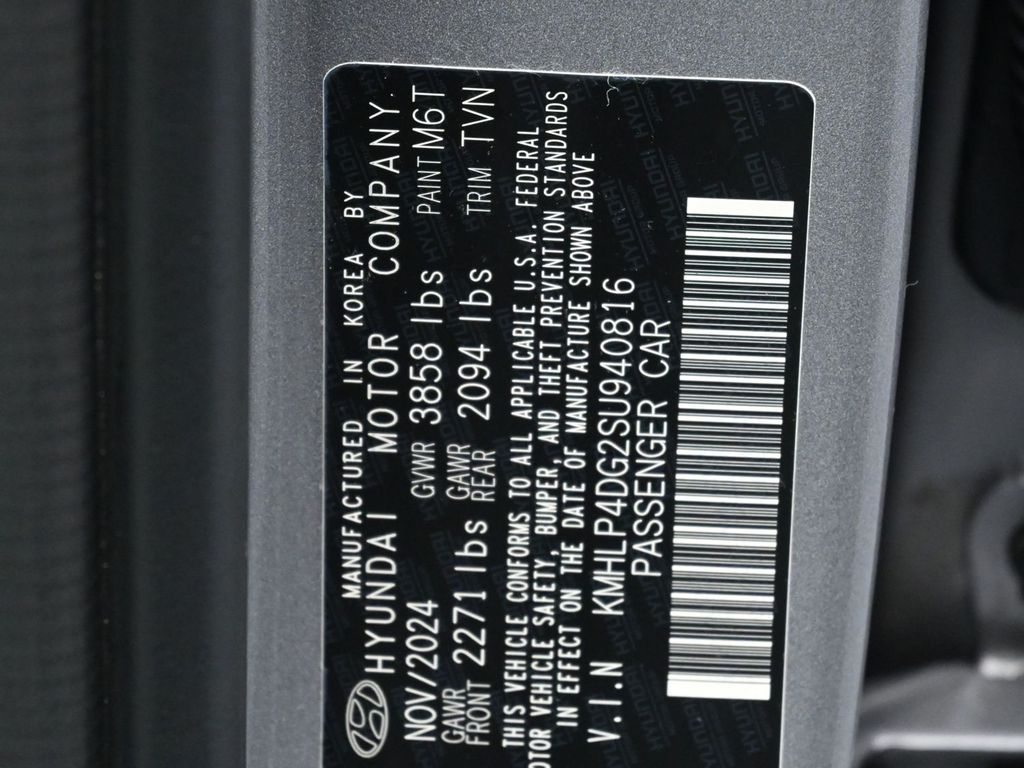 MANUFACTURED IN KOREA BY
HYUNDAI MOTOR COMPANY.
NOV/2024 GVWR 3858 lbs PAINT M6T
GAWR FRONT 2271 lbs GAWR REAR 2094 lbs TRIM TVN
THIS VEHICLE CONFORMS TO ALL APPLICABLE U.S.A. FEDERAL
OTOR VEHICLE SAFETY, BUMPER, AND THEFT PREVENTION STANDARDS
IN EFFECT ON THE DATE OF MANUFACTURE SHOWN ABOVE
V.I.N KMHLP4DG2SU940816
PASSENGER CAR